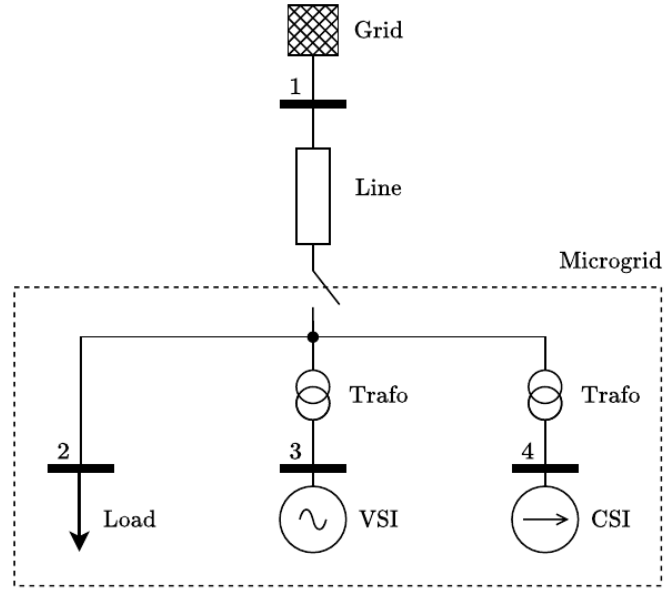 Grid
1
Line
Microgrid
Trafo
Trafo
2
3
4
Load
VSI
CSI